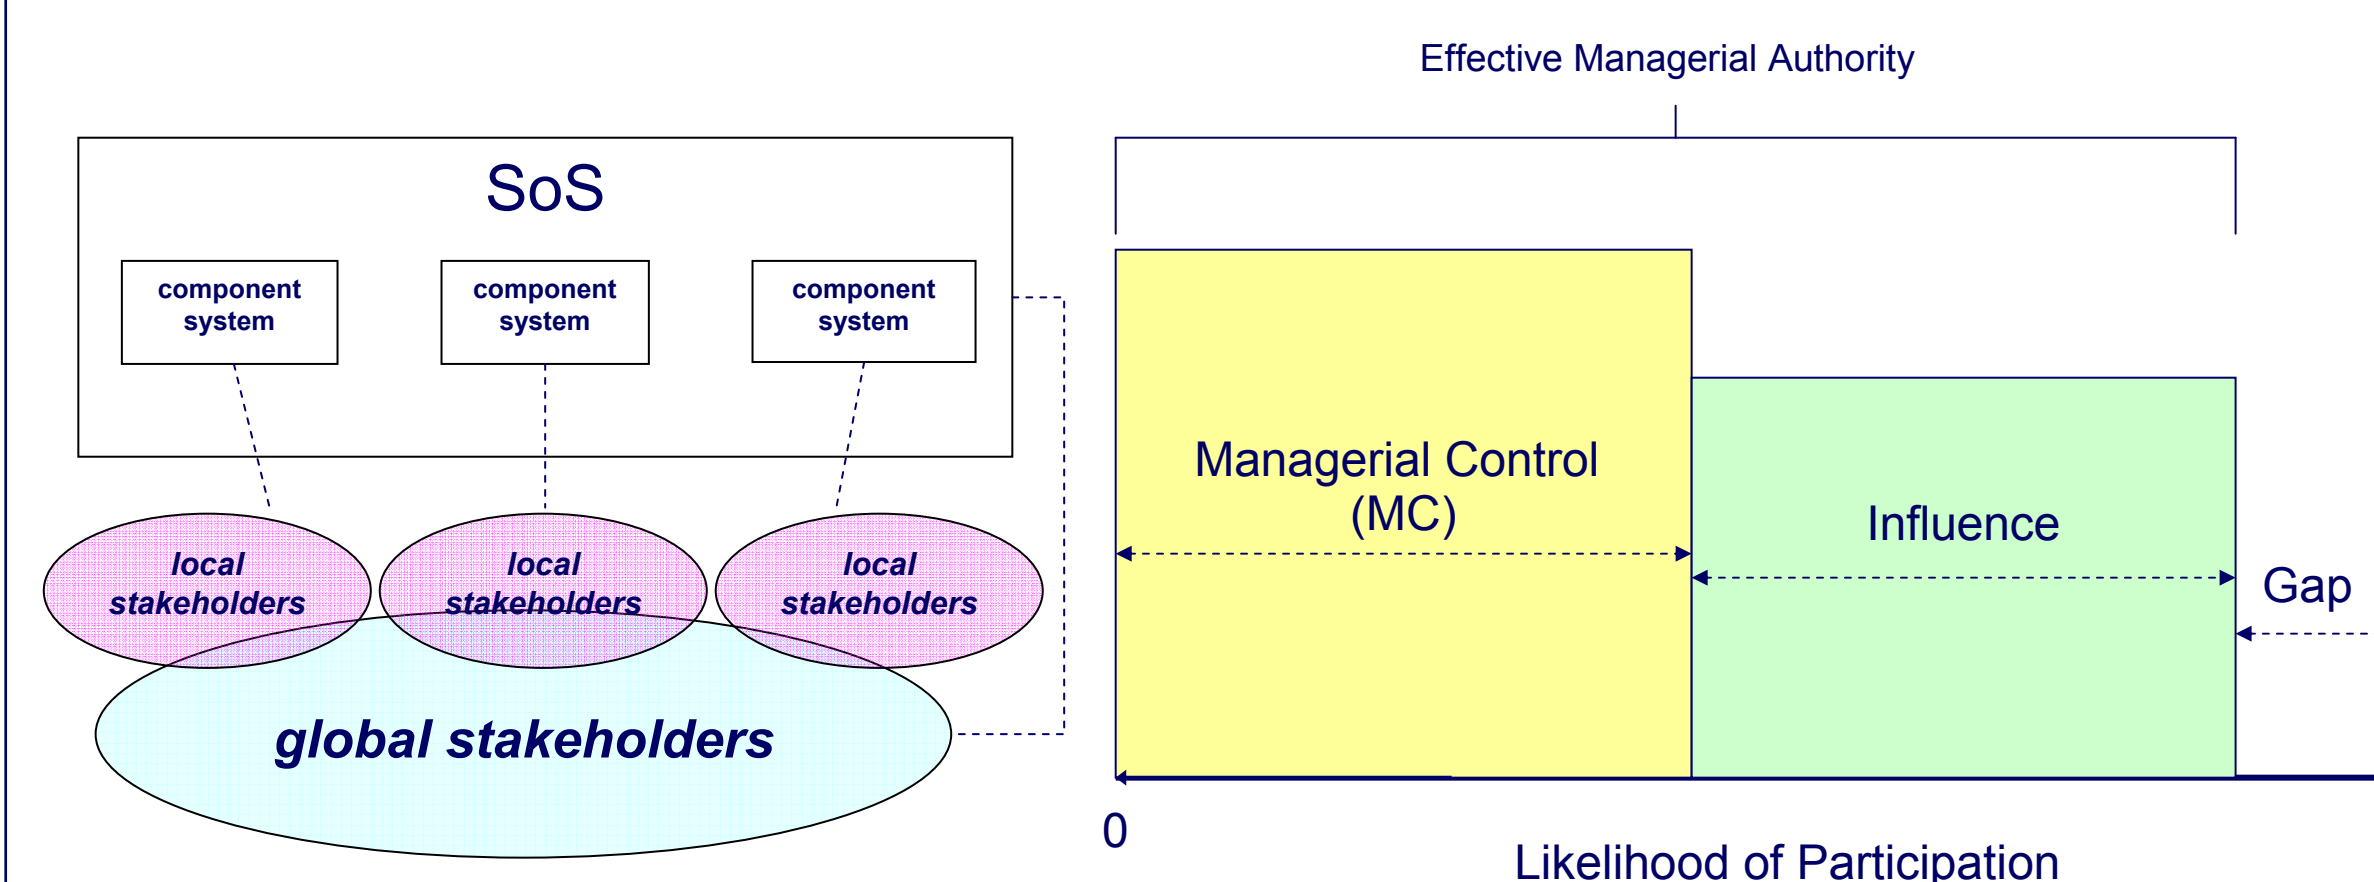 SoS
component
system
component
system
component
system
local
stakeholders
local
stakeholders
local
stakeholders
global stakeholders
Effective Managerial Authority
Managerial Control
(MC)
Influence
Gap
0
Likelihood of Participation